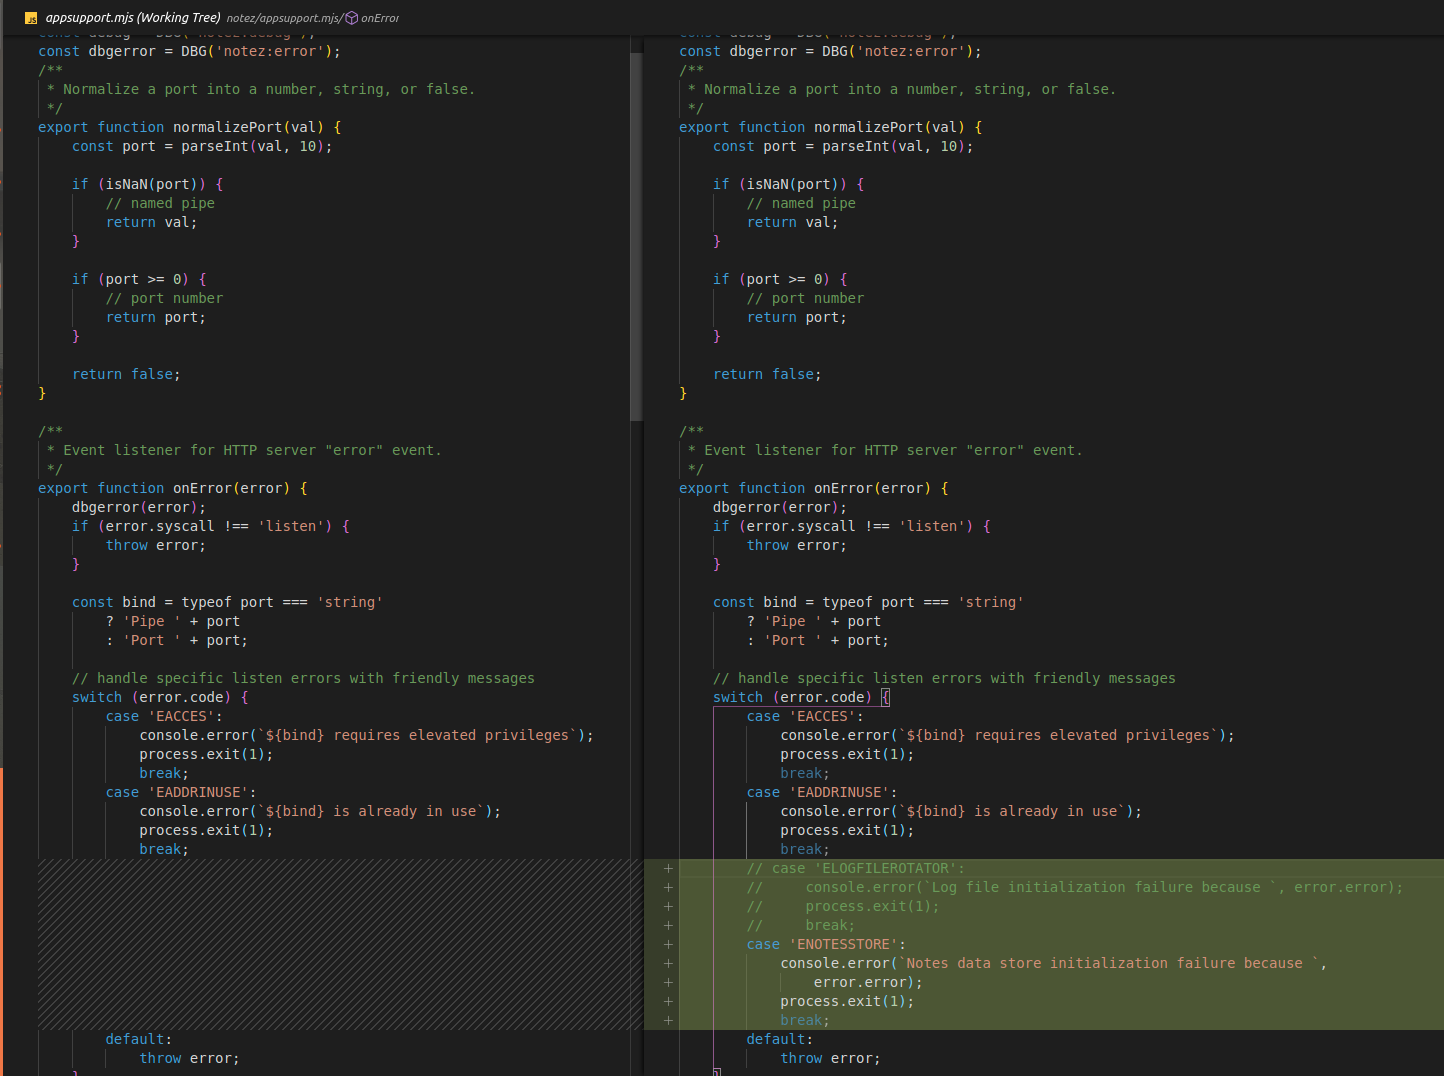 JS appsupport.mjs (Working Tree) notez/appsupport.mjs/ onError
const debug = DBG('notez:debug');
const dbgerror = DBG('notez:error');
/**
 * Normalize a port into a number, string, or false.
 */
export function normalizePort(val) {
    const port = parseInt(val, 10);
    if (isNaN(port)) {
        // named pipe
        return val;
    }
    if (port >= 0) {
        // port number
        return port;
    }
    return false;
}
/**
 * Event listener for HTTP server "error" event.
 */
export function onError(error) {
    dbgerror(error);
    if (error.syscall !== 'listen') {
        throw error;
    }
    const bind = typeof port === 'string'
        ? 'Pipe ' + port
        : 'Port ' + port;
    // handle specific listen errors with friendly messages
    switch (error.code) {
        case 'EACCES':
            console.error(`${bind} requires elevated privileges`);
            process.exit(1);
            break;
        case 'EADDRINUSE':
            console.error(`${bind} is already in use`);
            process.exit(1);
            break;
        default:
            throw error;
    }
const debug = DBG('notez:debug');
const dbgerror = DBG('notez:error');
/**
 * Normalize a port into a number, string, or false.
 */
export function normalizePort(val) {
    const port = parseInt(val, 10);
    if (isNaN(port)) {
        // named pipe
        return val;
    }
    if (port >= 0) {
        // port number
        return port;
    }
    return false;
}
/**
 * Event listener for HTTP server "error" event.
 */
export function onError(error) {
    dbgerror(error);
    if (error.syscall !== 'listen') {
        throw error;
    }
    const bind = typeof port === 'string'
        ? 'Pipe ' + port
        : 'Port ' + port;
    // handle specific listen errors with friendly messages
    switch (error.code) {
        case 'EACCES':
            console.error(`${bind} requires elevated privileges`);
            process.exit(1);
            break;
        case 'EADDRINUSE':
            console.error(`${bind} is already in use`);
            process.exit(1);
            break;
+        // case 'ELOGFILEROTATOR':
+        //     console.error(`Log file initialization failure because `, error.error);
+        //     process.exit(1);
+        //     break;
+        case 'ENOTESSTORE':
+            console.error(`Notes data store initialization failure because `,
+                error.error);
+            process.exit(1);
+            break;
        default:
            throw error;
    }